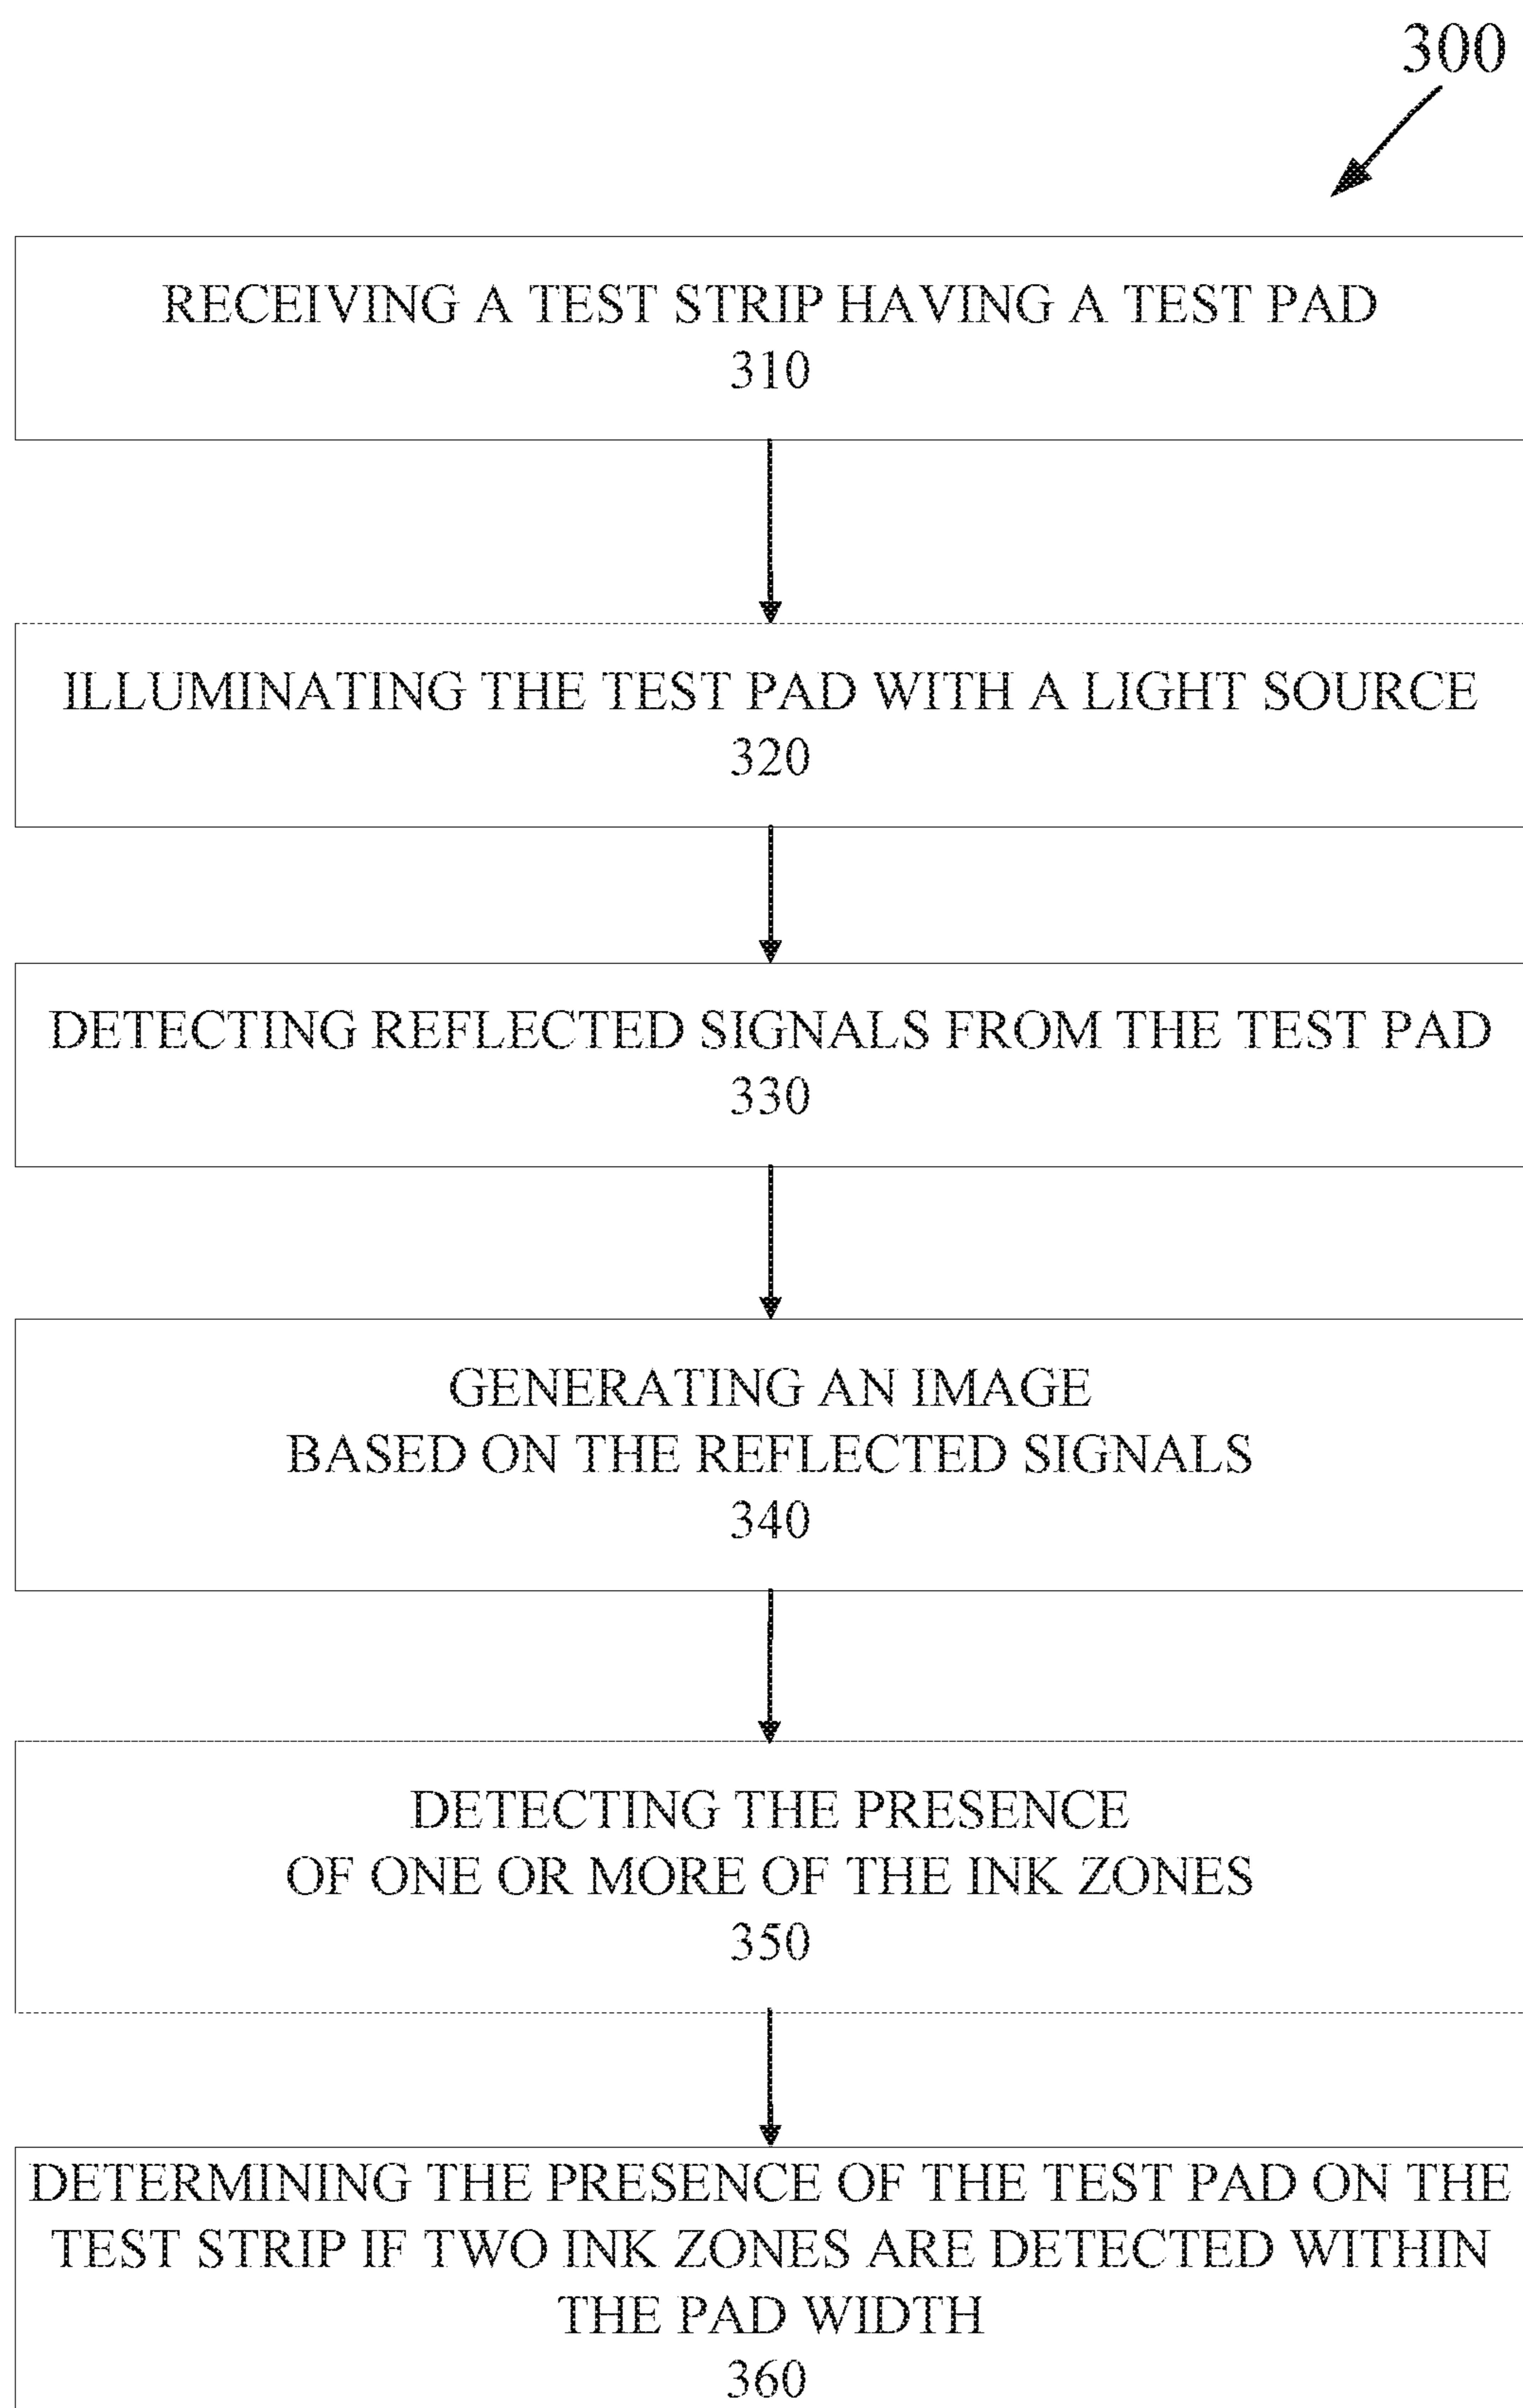 300
RECEIVING A TEST STRIP HAVING A TEST PAD
310
ILLUMINATING THE TEST PAD WITH A LIGHT SOURCE
320
DETECTING REFLECTED SIGNALS FROM THE TEST PAD
330
GENERATING AN IMAGE
BASED ON THE REFLECTED SIGNALS
340
DETECTING THE PRESENCE
OF ONE OR MORE OF THE INK ZONES
350
DETERMINING THE PRESENCE OF THE TEST PAD ON THE
TEST STRIP IF TWO INK ZONES ARE DETECTED WITHIN
THE PAD WIDTH
360